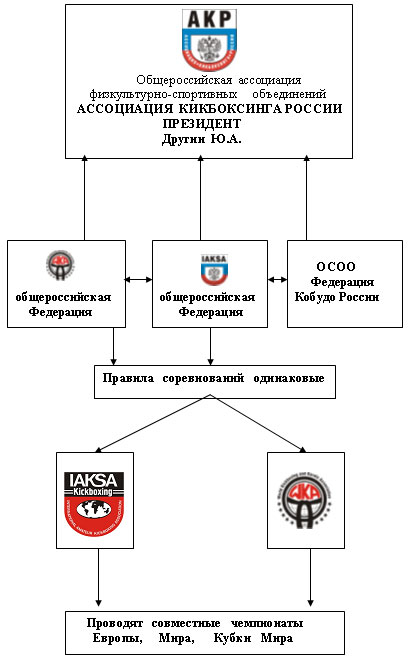 АКР
Общероссийская ассоциация
физкультурно-спортивных объединений
АССОЦИАЦИЯ КИКБОКСИНГА РОССИИ
ПРЕЗИДЕНТ
Другин Ю.А.
общероссийская
Федерация
IAKSA
общероссийская
Федерация
ОСОО
Федерация
Кобудо России
Правила соревнований одинаковые
IAKSA
Kickboxing
WKA
Проводят совместные чемпионаты
Европы, Мира, Кубки Мира